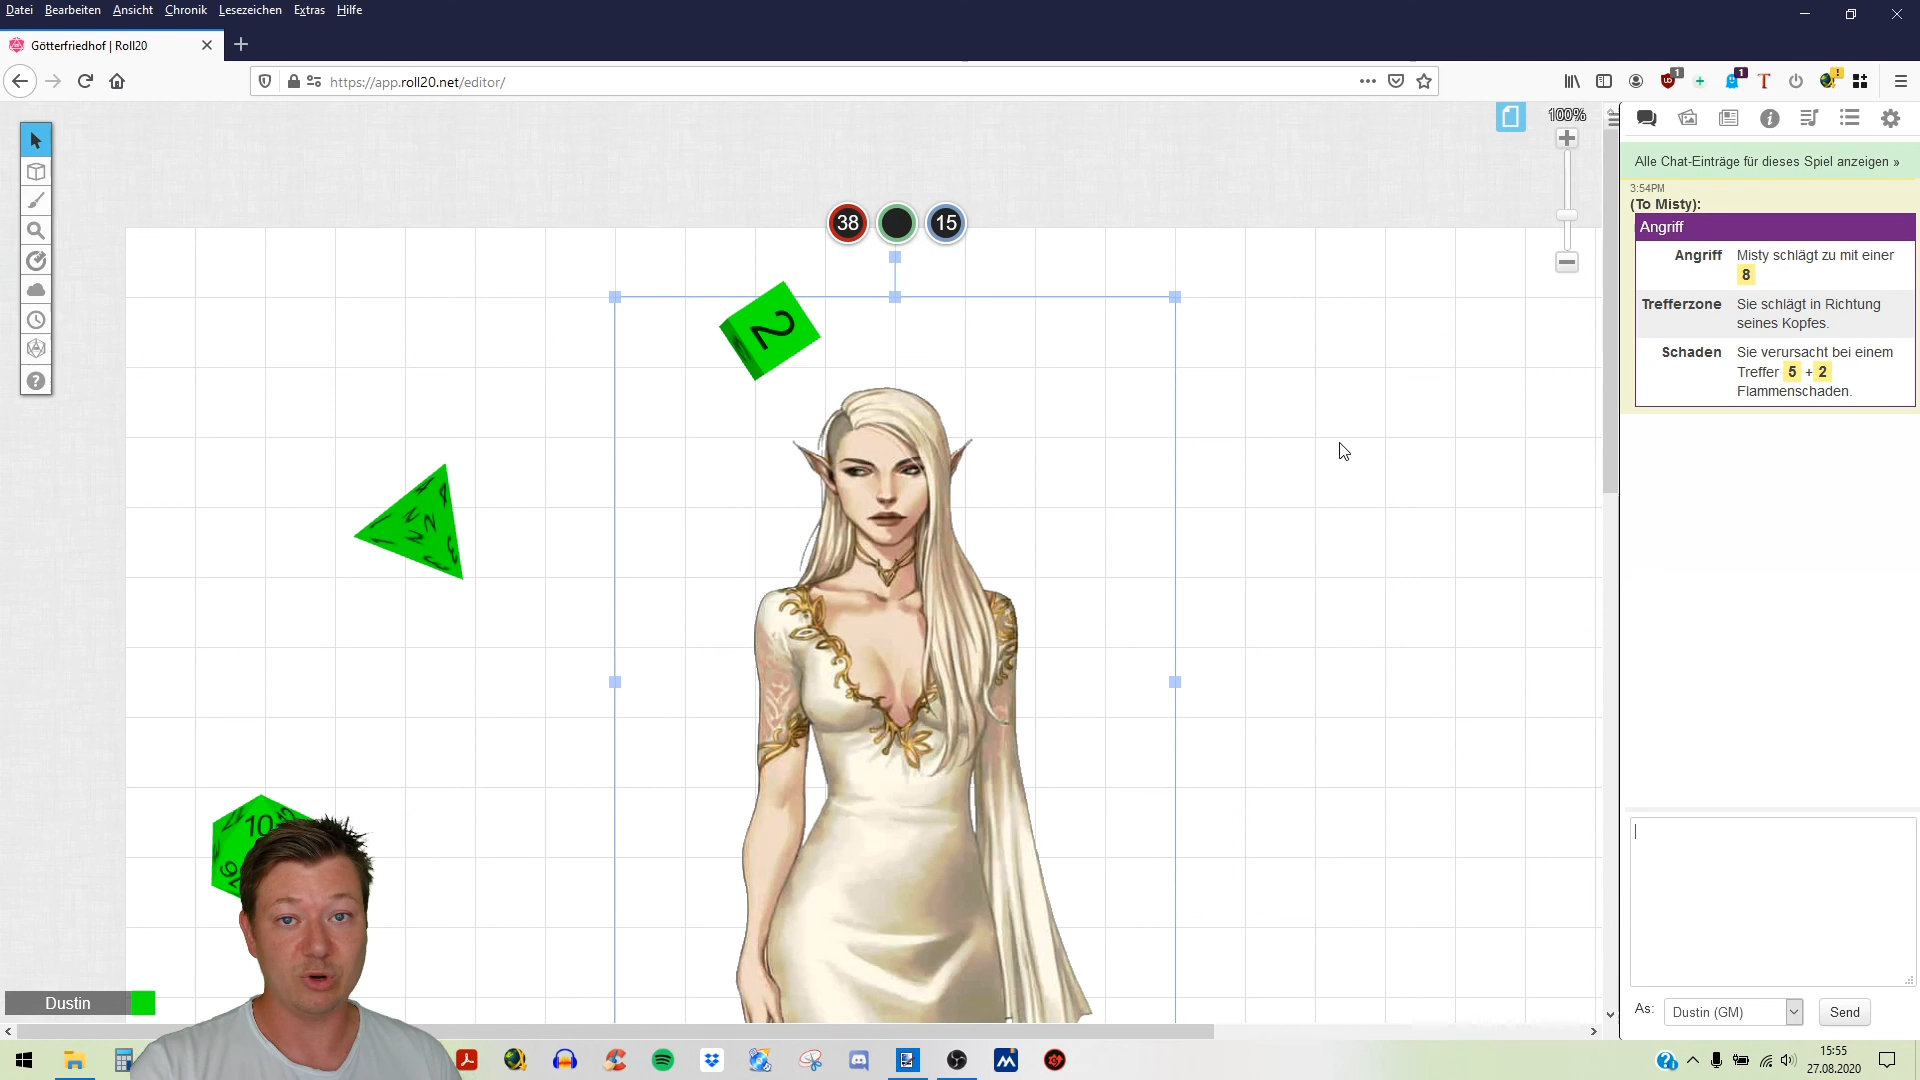 Datei Bearbeiten Ansicht Chronik Lesezeichen Extras Hilfe
Götterfriedhof | Roll20
https://app.roll20.net/editor/
1
1
100%
38
15
2
10
Alle Chat-Einträge für dieses Spiel anzeigen »
3:54PM
(To Misty):
Angriff
Angriff Misty schlägt zu mit einer
8
Trefferzone Sie schlägt in Richtung
seines Kopfes.
Schaden Sie verursacht bei einem
Treffer 5 + 2
Flammenschaden.
Dustin
As: Dustin (GM) Send
15:55
27.08.2020